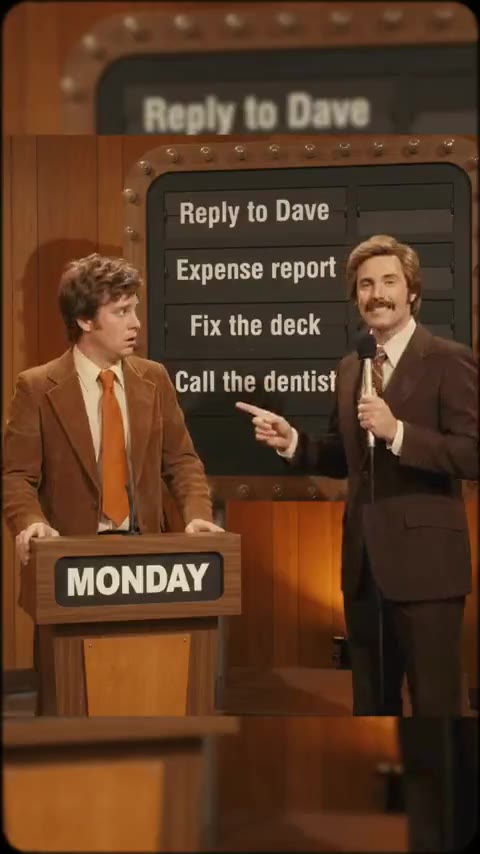 Reply to Dave
Reply to Dave
Expense report
Fix the deck
Call the dentist
MONDAY